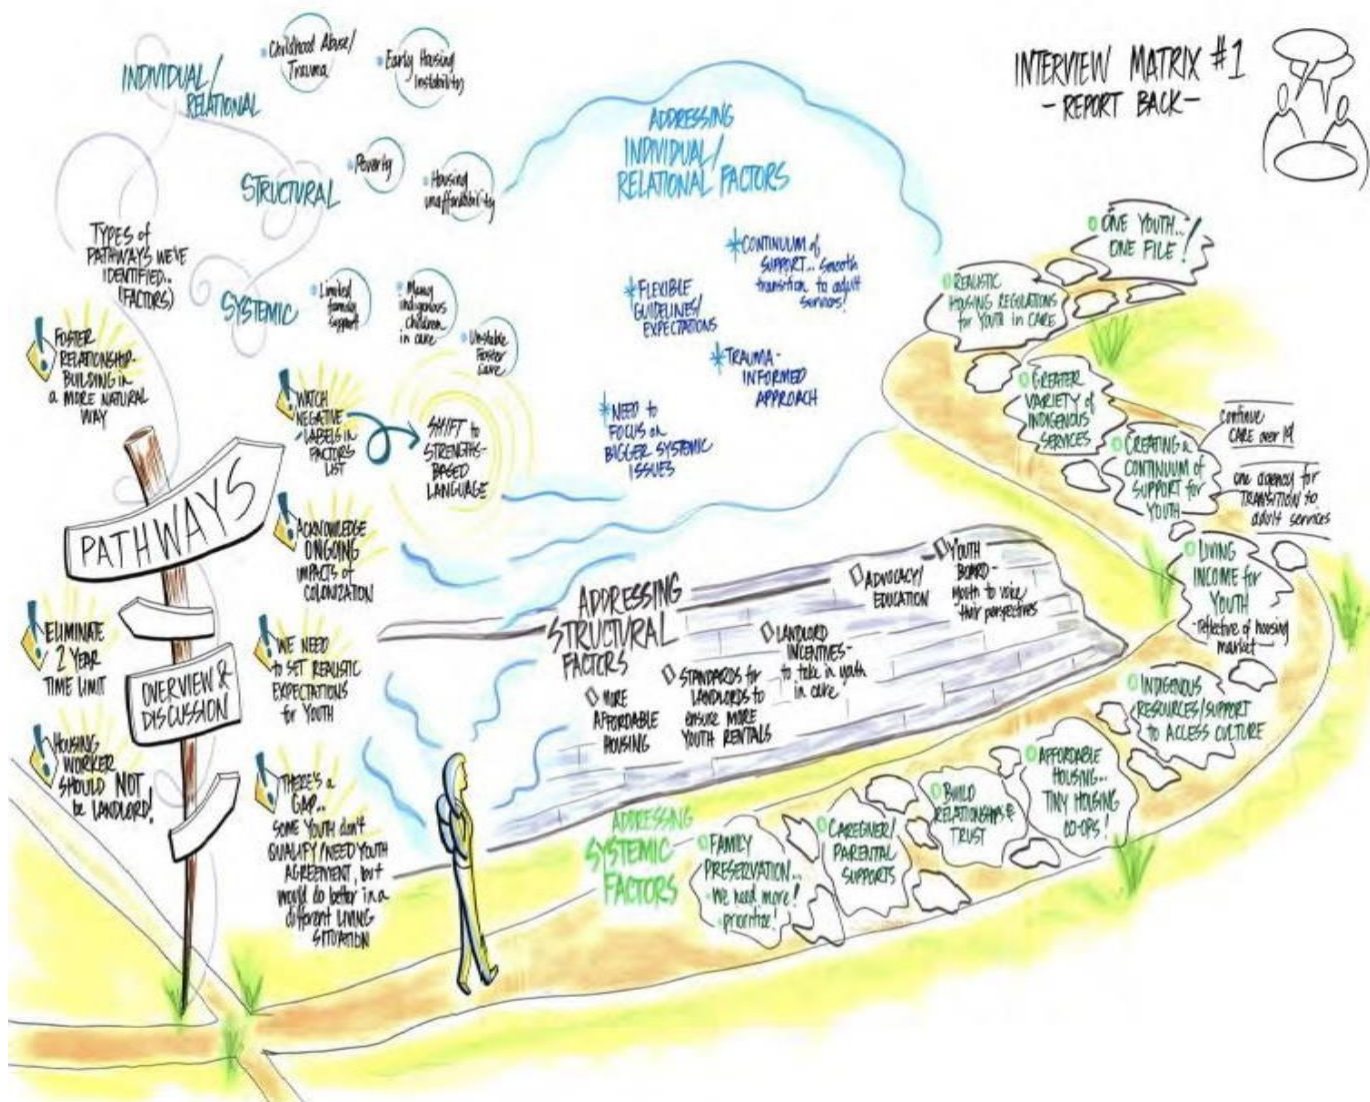 INTERVIEW MATRIX #1
- REPORT BACK -
INDIVIDUAL/
RELATIONAL
Childhood Abuse/
Trauma
Early Housing
Instability
STRUCTURAL
Poverty
Housing
unaffordability
TYPES of
PATHWAYS WE'VE
IDENTIFIED..
(FACTORS)
SYSTEMIC
Limited
family
support
Many
indigenous
children
in care
Unstable
Foster
Care
FOSTER
RELATIONSHIP-
BUILDING in
a MORE NATURAL
WAY
WATCH
NEGATIVE
LABELS in
FACTORS
LIST
SHIFT to
STRENGTHS-
BASED
LANGUAGE
PATHWAYS
OVERVIEW &
DISCUSSION
ACKNOWLEDGE
ONGOING
IMPACTS of
COLONIZATION
ELIMINATE
2 YEAR
TIME LIMIT
WE NEED
to SET REALISTIC
EXPECTATIONS
for YOUTH
HOUSING
WORKER
SHOULD NOT
be LANDLORD!
THERE'S a
GAP..
SOME YOUTH don't
QUALIFY/NEED YOUTH
AGREEMENT, but
would do better in a
different LIVING
SITUATION
ADDRESSING
INDIVIDUAL/
RELATIONAL FACTORS
CONTINUUM of
SUPPORT... smooth
transition to adult
services!
FLEXIBLE
GUIDELINES/
EXPECTATIONS
TRAUMA-
INFORMED
APPROACH
NEED to
FOCUS on
BIGGER SYSTEMIC
ISSUES
ADDRESSING
STRUCTURAL
FACTORS
MORE
AFFORDABLE
HOUSING
STANDARDS for
LANDLORDS to
ensure MORE
YOUTH RENTALS
LANDLORD
INCENTIVES-
to take in youth
in care
ADVOCACY/
EDUCATION
YOUTH
BOARD-
youth to voice
their perspectives
ADDRESSING
SYSTEMIC
FACTORS
FAMILY
PRESERVATION..
We need more!
prioritize!
CAREGIVER/
PARENTAL
SUPPORTS
BUILD
RELATIONSHIPS &
TRUST
AFFORDABLE
HOUSING..
TINY HOUSING
CO-OPS!
INDIGENOUS
RESOURCES/SUPPORT
to ACCESS CULTURE
LIVING
INCOME for
YOUTH
-reflective of housing
market-
CREATING a
CONTINUUM of
SUPPORT for
YOUTH
continue
CARE over 19
one agency for
TRANSITION to
adult services
GREATER
VARIETY of
INDIGENOUS
SERVICES
REALISTIC
HOUSING REGULATIONS
for YOUTH in CARE
ONE YOUTH...
ONE FILE!